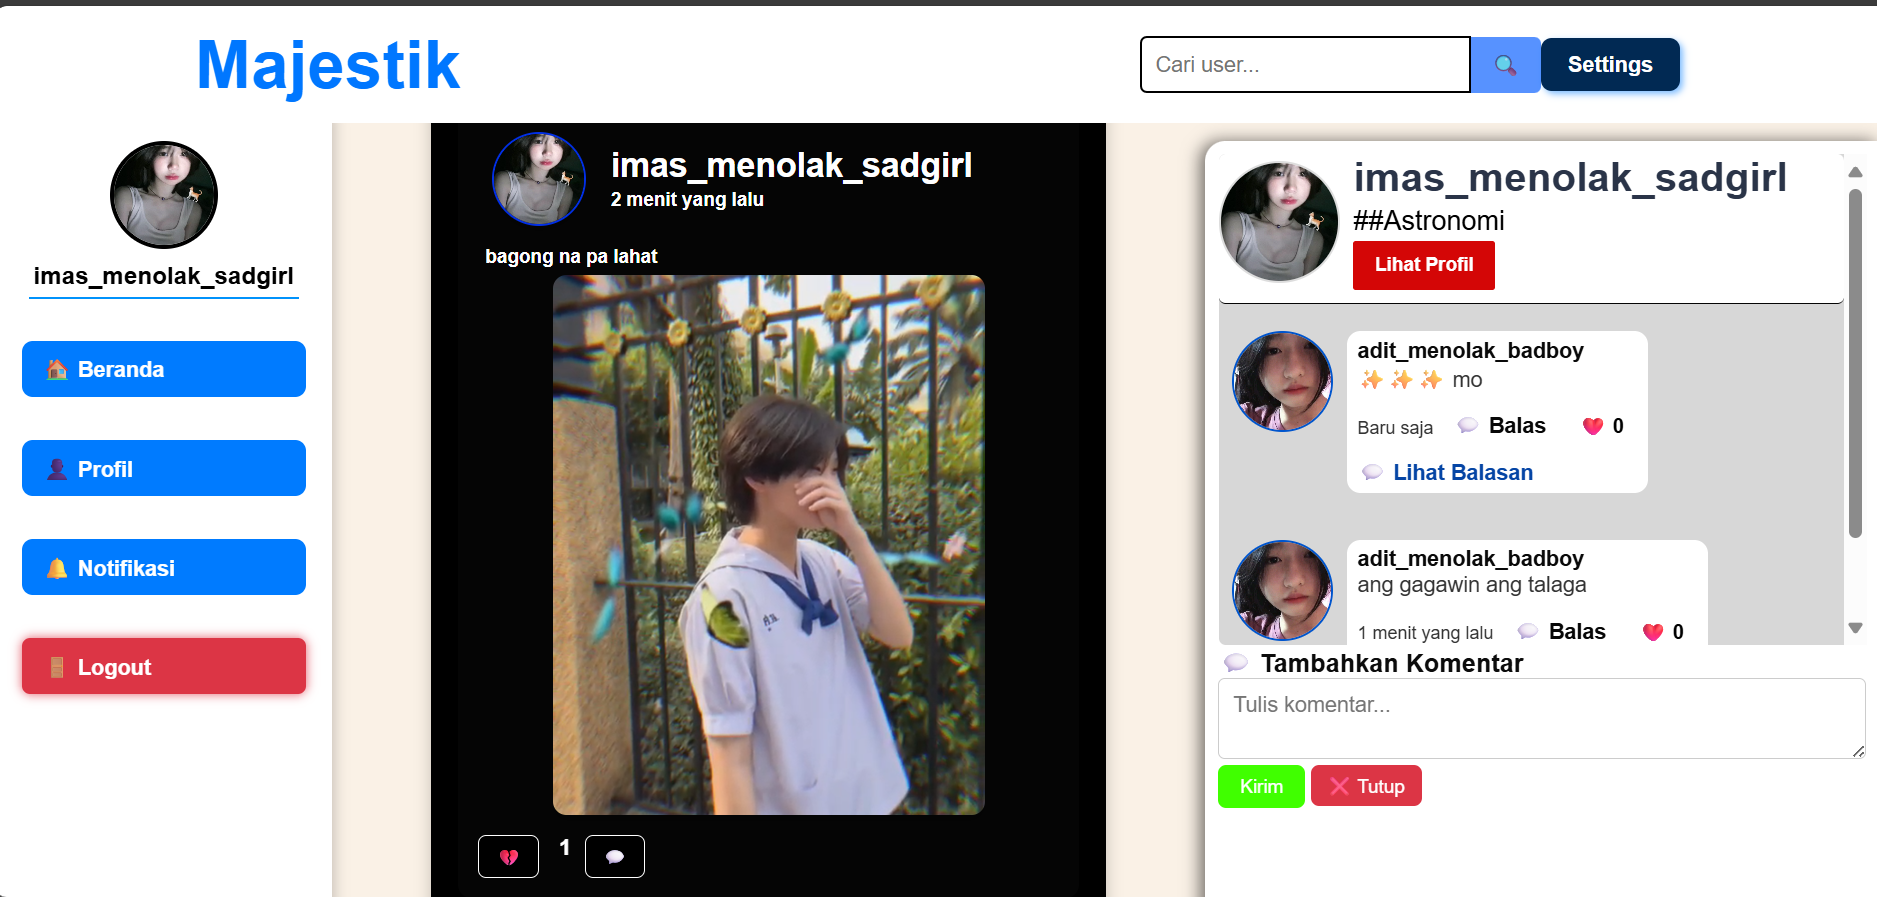 Majestik
Cari user...
Settings
imas_menolak_sadgirl
Beranda
Profil
Notifikasi
Logout
imas_menolak_sadgirl
2 menit yang lalu
bagong na pa lahat
1
imas_menolak_sadgirl
##Astronomi
Lihat Profil
adit_menolak_badboy
✨ ✨ ✨ mo
Baru saja 💬 Balas 💔 0
💬 Lihat Balasan
adit_menolak_badboy
ang gagawin ang talaga
1 menit yang lalu 💬 Balas 💔 0
💬 Tambahkan Komentar
Tulis komentar...
Kirim ❌ Tutup